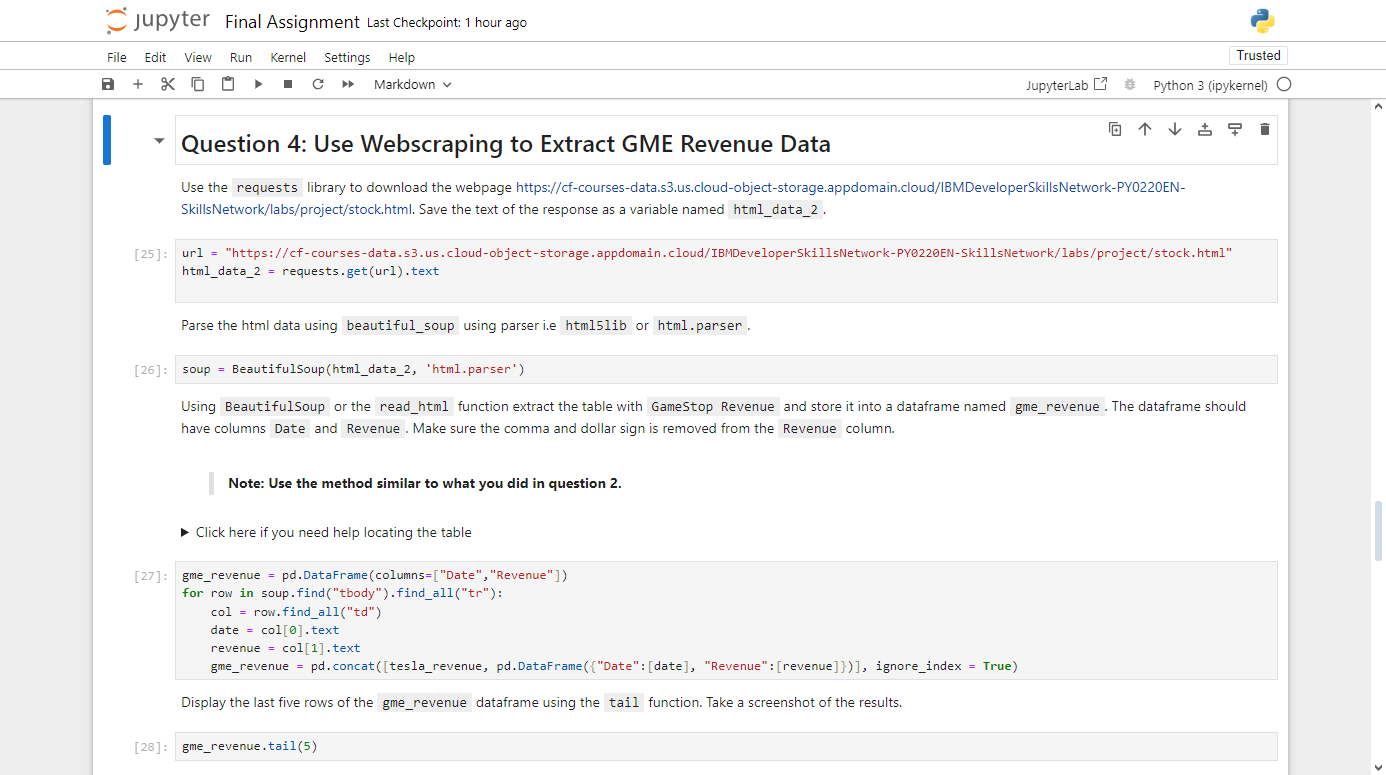 jupyter Final Assignment Last Checkpoint: 1 hour ago
File Edit View Run Kernel Settings Help
Trusted
Markdown
JupyterLab
Python 3 (ipykernel)
Question 4: Use Webscraping to Extract GME Revenue Data
Use the requests library to download the webpage https://cf-courses-data.s3.us.cloud-object-storage.appdomain.cloud/IBMDeveloperSkillsNetwork-PY0220EN-
SkillsNetwork/labs/project/stock.html. Save the text of the response as a variable named html_data_2.
[25]: url = "https://cf-courses-data.s3.us.cloud-object-storage.appdomain.cloud/IBMDeveloperSkillsNetwork-PY0220EN-SkillsNetwork/labs/project/stock.html"
html_data_2 = requests.get(url).text
Parse the html data using beautiful_soup using parser i.e html5lib or html.parser.
[26]: soup = BeautifulSoup(html_data_2, 'html.parser')
Using BeautifulSoup or the read_html function extract the table with GameStop Revenue and store it into a dataframe named gme_revenue. The dataframe should
have columns Date and Revenue. Make sure the comma and dollar sign is removed from the Revenue column.
Note: Use the method similar to what you did in question 2.
Click here if you need help locating the table
[27]: gme_revenue = pd.DataFrame(columns=["Date","Revenue"])
for row in soup.find("tbody").find_all("tr"):
    col = row.find_all("td")
    date = col[0].text
    revenue = col[1].text
    gme_revenue = pd.concat([tesla_revenue, pd.DataFrame({"Date":[date], "Revenue":[revenue]})], ignore_index = True)
Display the last five rows of the gme_revenue dataframe using the tail function. Take a screenshot of the results.
[28]: gme_revenue.tail(5)